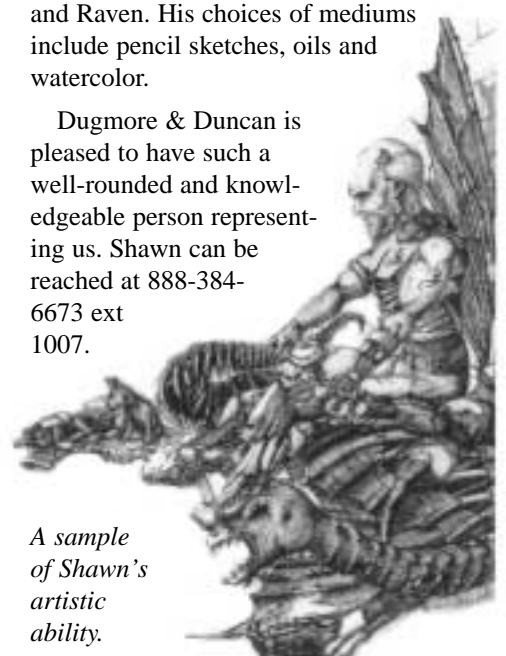 and Raven. His choices of mediums
include pencil sketches, oils and
watercolor.
Dugmore & Duncan is
pleased to have such a
well-rounded and knowl-
edgeable person represent-
ing us. Shawn can be
reached at 888-384-
6673 ext
1007.
A sample
of Shawn’s
artistic
ability.